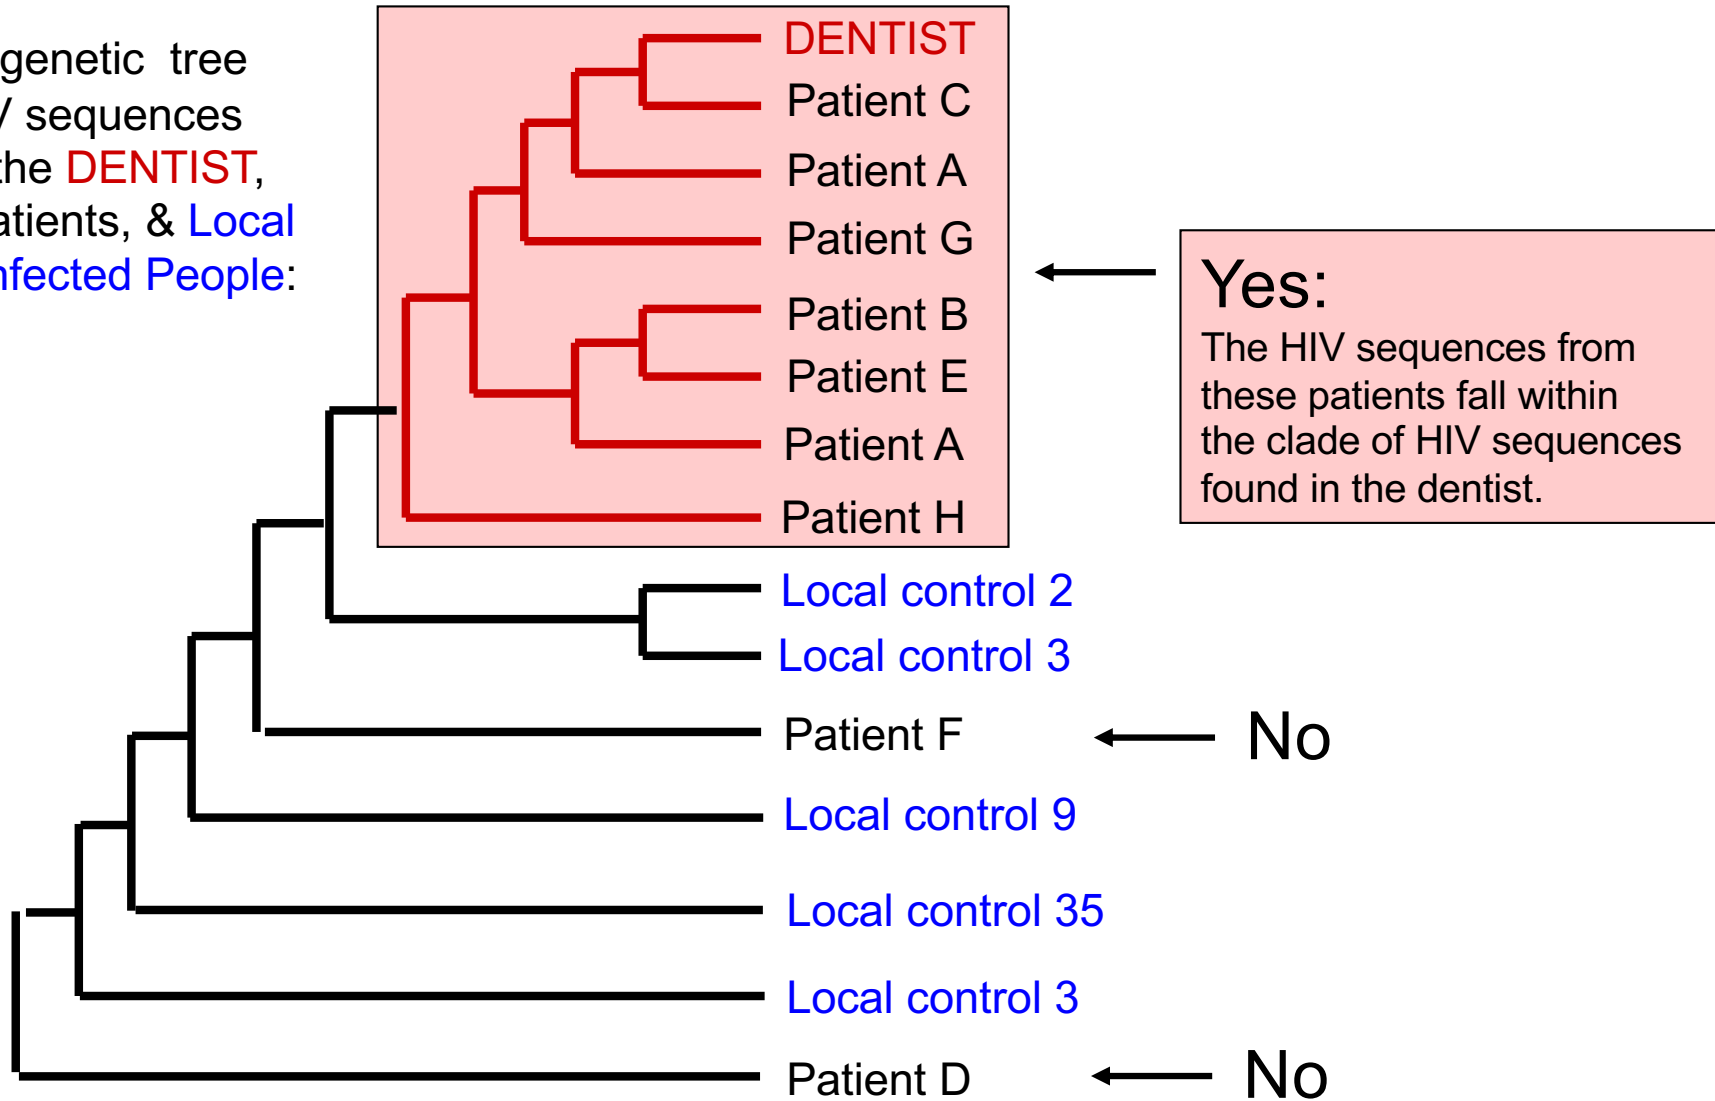 genetic tree
V sequences
the DENTIST,
atients, & Local
nfected People:
DENTIST
Patient C
Patient A
Patient G
Patient B
Patient E
Patient A
Patient H
Yes:
The HIV sequences from
these patients fall within
the clade of HIV sequences
found in the dentist.
Local control 2
Local control 3
Patient F
No
Local control 9
Local control 35
Local control 3
Patient D
No